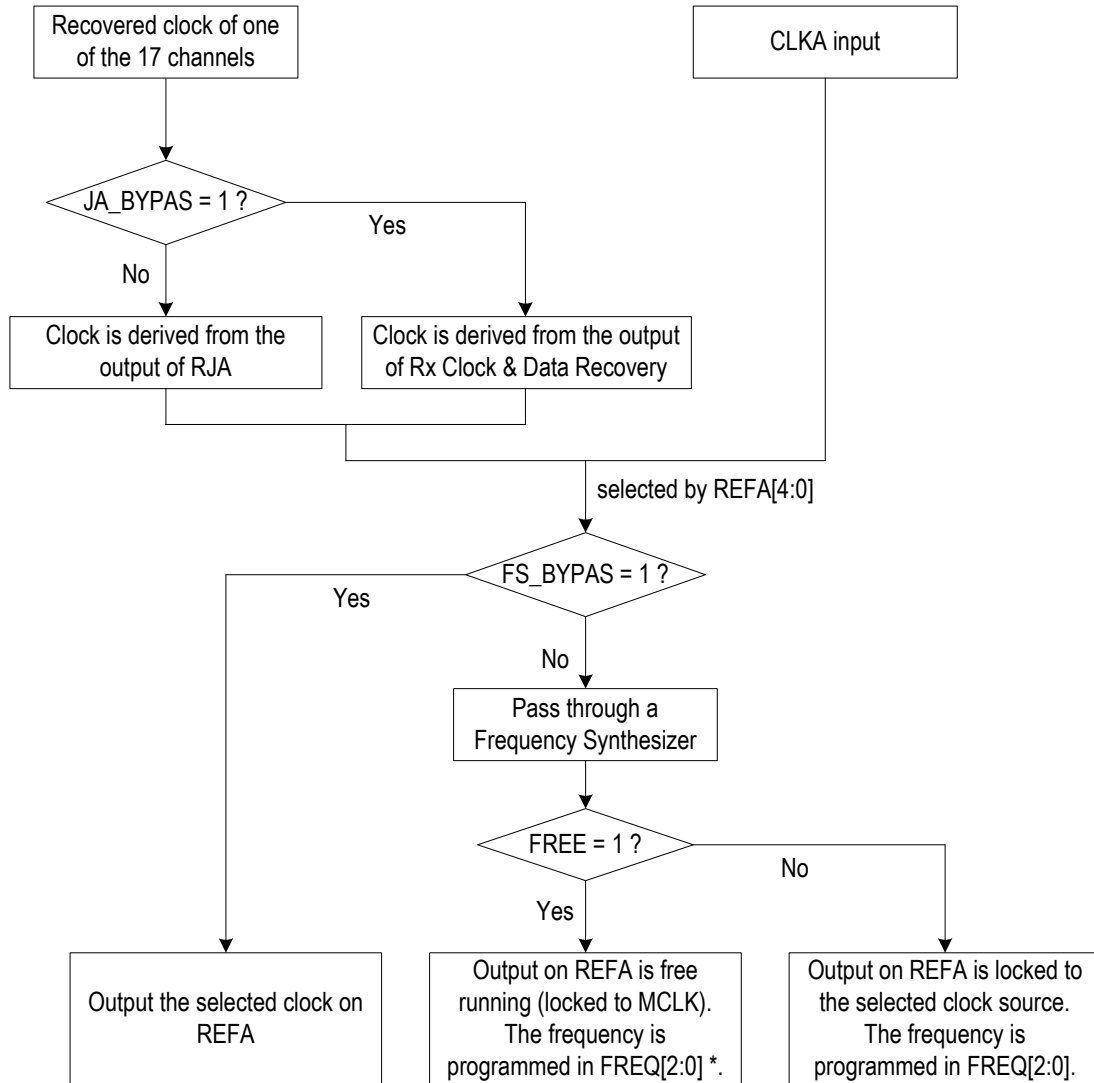 Recovered clock of one
of the 17 channels
CLKA input
JA_BYPAS = 1 ?
Yes
No
Clock is derived from the
output of RJA
Clock is derived from the output
of Rx Clock & Data Recovery
selected by REFA[4:0]
FS_BYPAS = 1 ?
Yes
No
Pass through a
Frequency Synthesizer
FREE = 1 ?
No
Yes
Output the selected clock on
REFA
Output on REFA is free
running (locked to MCLK).
The frequency is
programmed in FREQ[2:0] *.
Output on REFA is locked to
the selected clock source.
The frequency is
programmed in FREQ[2:0].